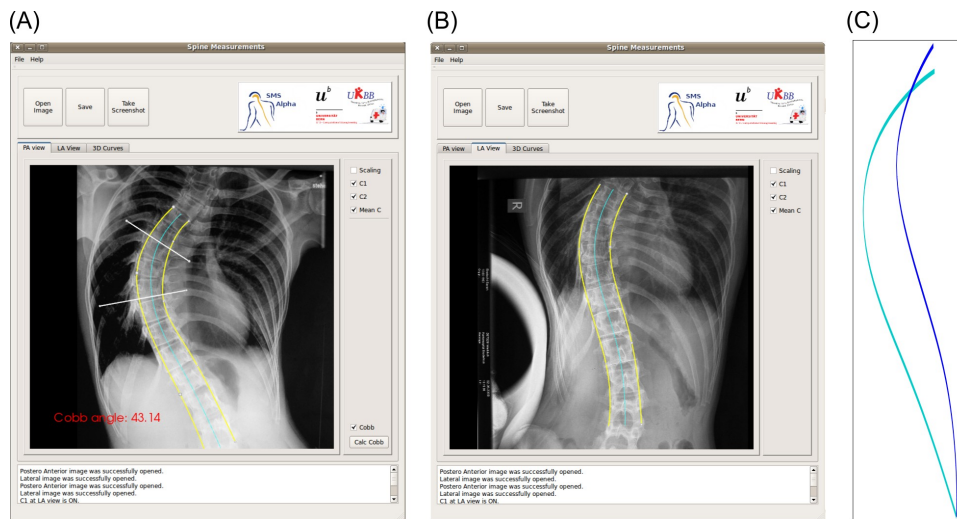 (A)
Spine Measurements
File Help
Open Image
Save
Take Screenshot
SMS Alpha
u b
UKBB
PA view
LA View
3D Curves
Scaling
C1
C2
Mean C
Cobb angle: 43.14
Cobb
Calc Cobb
Postero Anterior image was successfully opened.
Lateral image was successfully opened.
Postero Anterior image was successfully opened.
Lateral image was successfully opened.
C1 at LA view is ON.
(B)
Spine Measurements
File Help
Open Image
Save
Take Screenshot
SMS Alpha
u b
UKBB
PA view
LA View
3D Curves
R
Scaling
C1
C2
Mean C
Postero Anterior image was successfully opened.
Lateral image was successfully opened.
Postero Anterior image was successfully opened.
Lateral image was successfully opened.
C1 at LA view is ON.
(C)